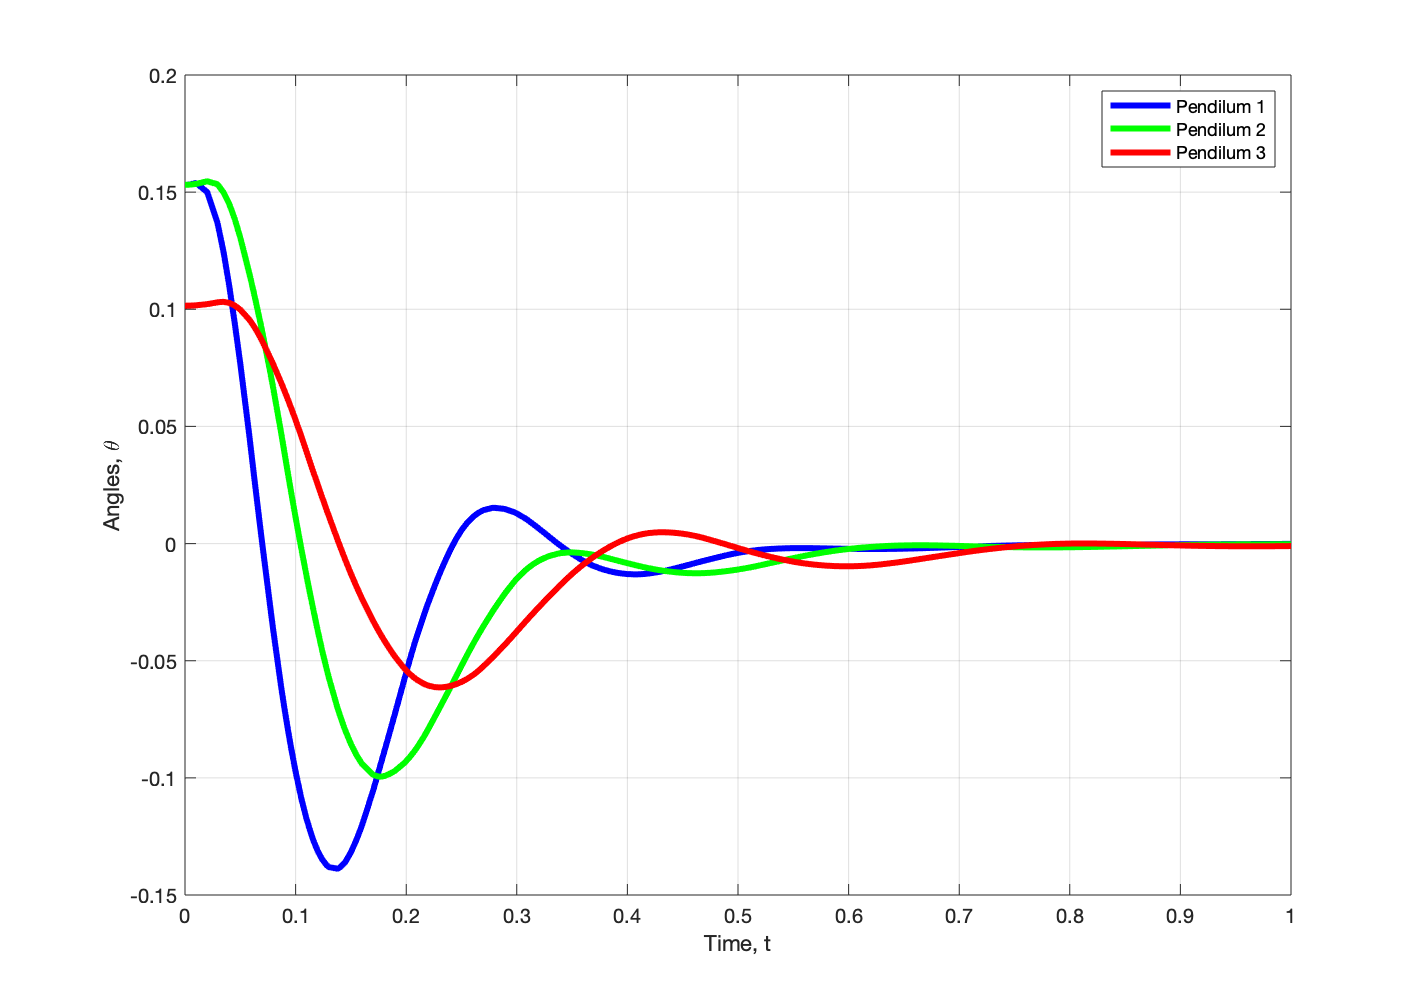 0.2
0.15
0.1
0.05
0
-0.05
-0.1
-0.15
Angles, θ
Pendilum 1
Pendilum 2
Pendilum 3
0 0.1 0.2 0.3 0.4 0.5 0.6 0.7 0.8 0.9 1
Time, t